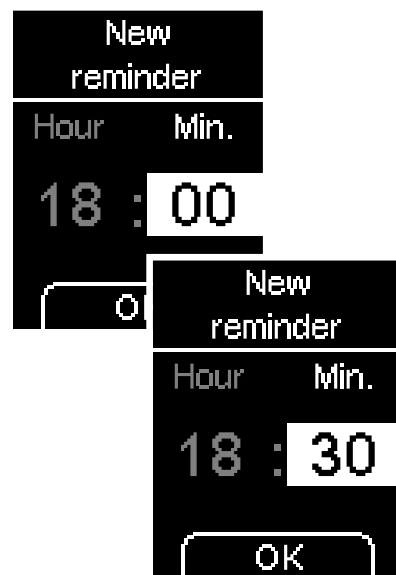 New
reminder
Hour Min.
18 : 00
New
reminder
Hour Min.
18 : 30
OK